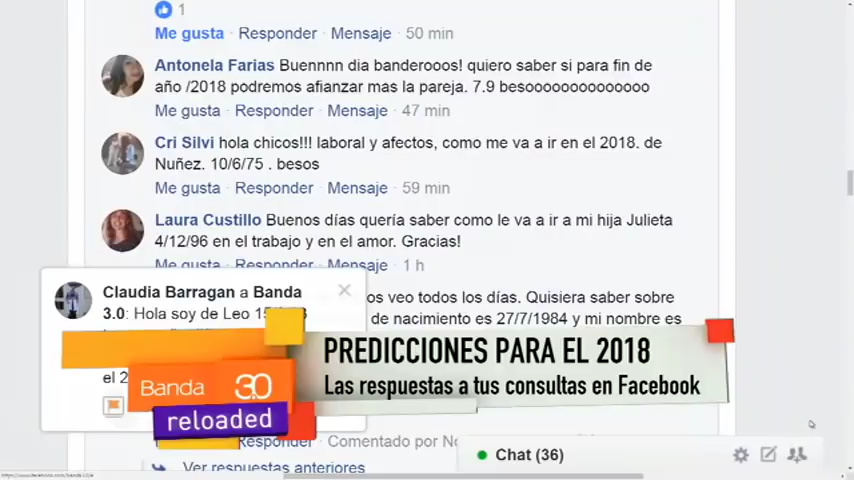 1
Me gusta · Responder · Mensaje · 50 min
Antonela Farias Buennnn dia banderooos! quiero saber si para fin de
año /2018 podremos afianzar mas la pareja. 7.9 besooooooooooooooo
Me gusta · Responder · Mensaje · 47 min
Cri Silvi hola chicos!!! laboral y afectos, como me va a ir en el 2018. de
Nuñez. 10/6/75 . besos
Me gusta · Responder · Mensaje · 59 min
Laura Custillo Buenos días quería saber como le va a ir a mi hija Julieta
4/12/96 en el trabajo y en el amor. Gracias!
Me gusta · Responder · Mensaje · 1 h
os veo todos los días. Quisiera saber sobre
de nacimiento es 27/7/1984 y mi nombre es
Claudia Barragan a Banda
3.0: Hola soy de Leo
el 2
PREDICCIONES PARA EL 2018
Las respuestas a tus consultas en Facebook
Banda 3.0
reloaded
Responder · Comentado por
Ver respuestas anteriores
Chat (36)